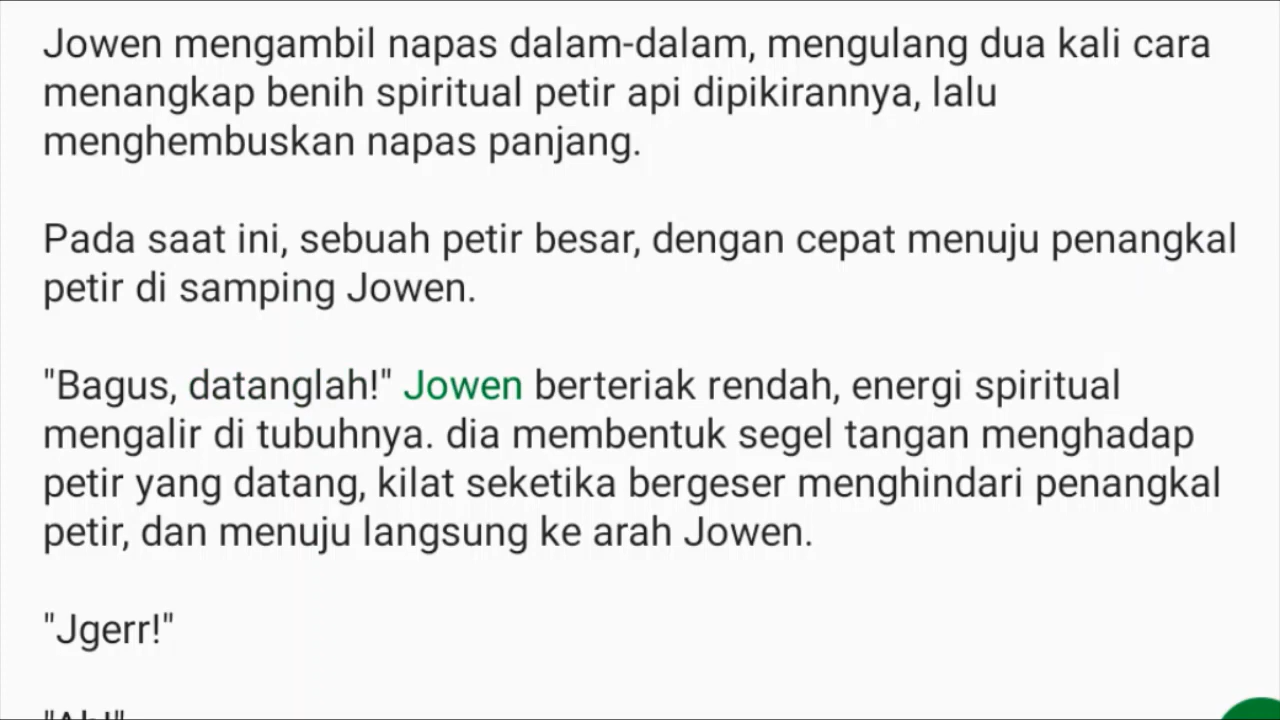 Jowen mengambil napas dalam-dalam, mengulang dua kali cara
menangkap benih spiritual petir api dipikirannya, lalu
menghembuskan napas panjang.
Pada saat ini, sebuah petir besar, dengan cepat menuju penangkal
petir di samping Jowen.
"Bagus, datanglah!" Jowen berteriak rendah, energi spiritual
mengalir di tubuhnya. dia membentuk segel tangan menghadap
petir yang datang, kilat seketika bergeser menghindari penangkal
petir, dan menuju langsung ke arah Jowen.
"Jgerr!"